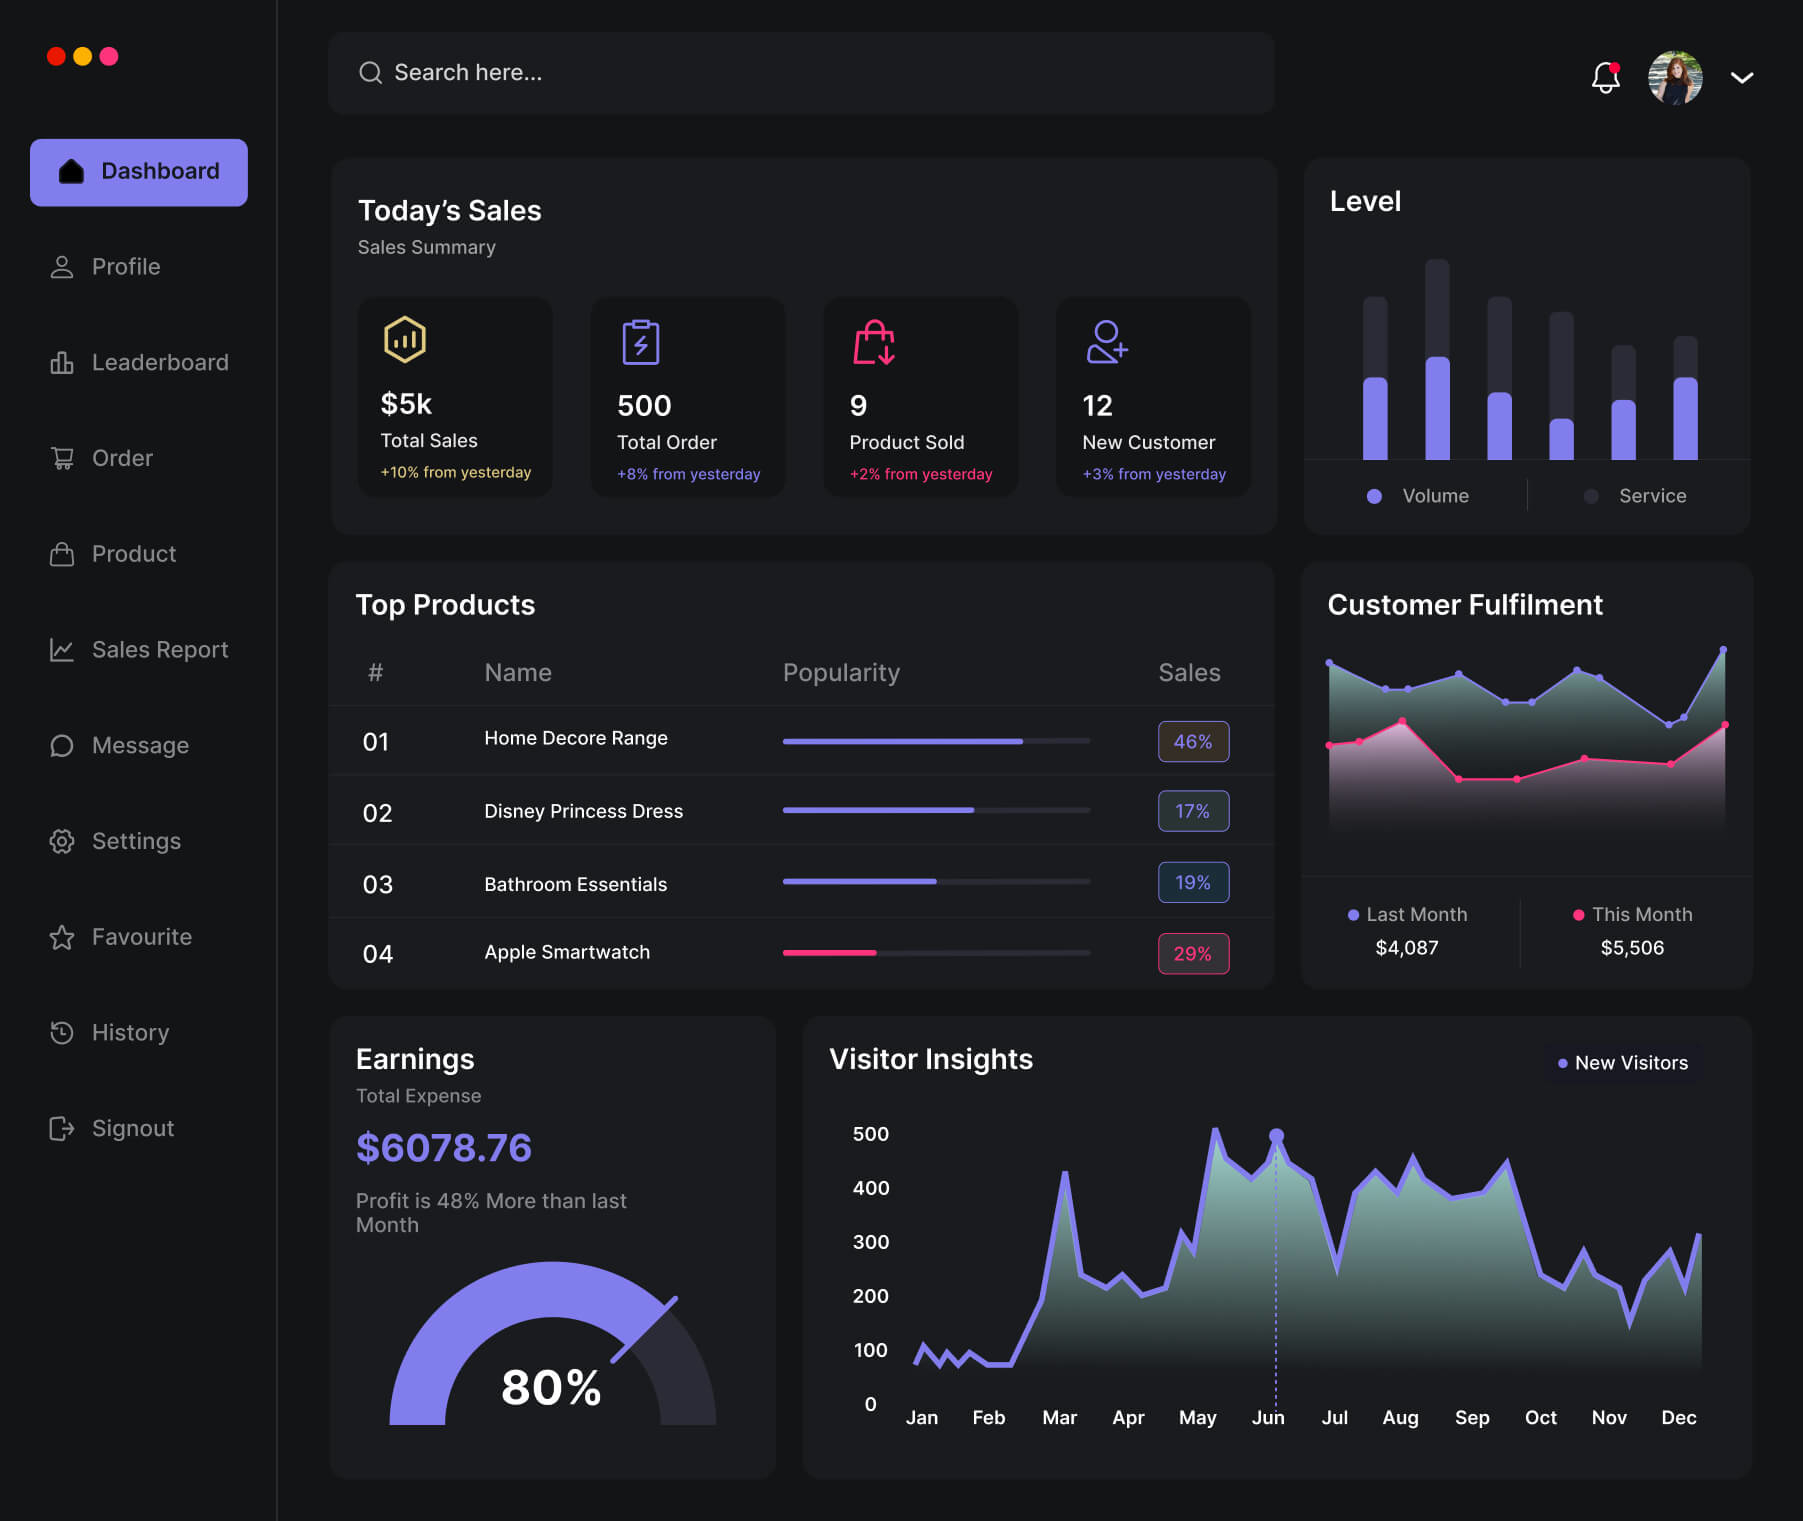 Search here...
Dashboard
Profile
Leaderboard
Order
Product
Sales Report
Message
Settings
Favourite
History
Signout
Today’s Sales
Sales Summary
$5k
Total Sales
+10% from yesterday
500
Total Order
+8% from yesterday
9
Product Sold
+2% from yesterday
12
New Customer
+3% from yesterday
Level
Volume
Service
Top Products
# Name Popularity Sales
01 Home Decore Range 46%
02 Disney Princess Dress 17%
03 Bathroom Essentials 19%
04 Apple Smartwatch 29%
Customer Fulfilment
Last Month
$4,087
This Month
$5,506
Earnings
Total Expense
$6078.76
Profit is 48% More than last
Month
80%
Visitor Insights
New Visitors
500
400
300
200
100
0
Jan Feb Mar Apr May Jun Jul Aug Sep Oct Nov Dec